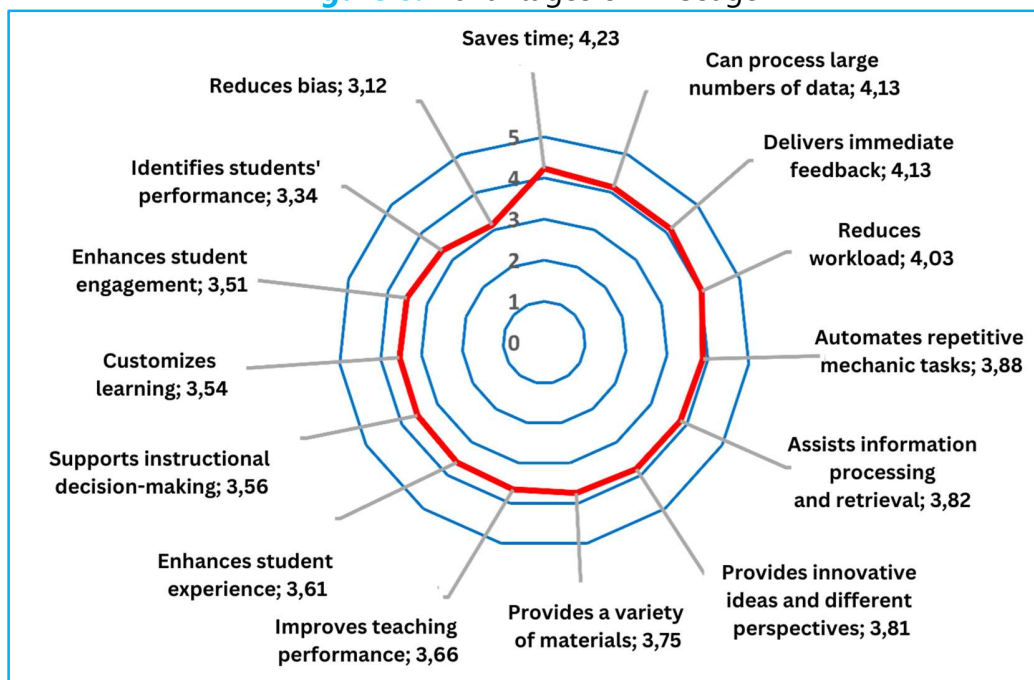 Saves time; 4,23
Can process large
numbers of data; 4,13
Delivers immediate
feedback; 4,13
Reduces
workload; 4,03
Automates repetitive
mechanic tasks; 3,88
Assists information
processing
and retrieval; 3,82
Provides innovative
ideas and different
perspectives; 3,81
Provides a variety
of materials; 3,75
Improves teaching
performance; 3,66
Enhances student
experience; 3,61
Supports instructional
decision-making; 3,56
Customizes
learning; 3,54
Enhances student
engagement; 3,51
Identifies students'
performance; 3,34
Reduces bias; 3,12
5
4
3
2
1
0